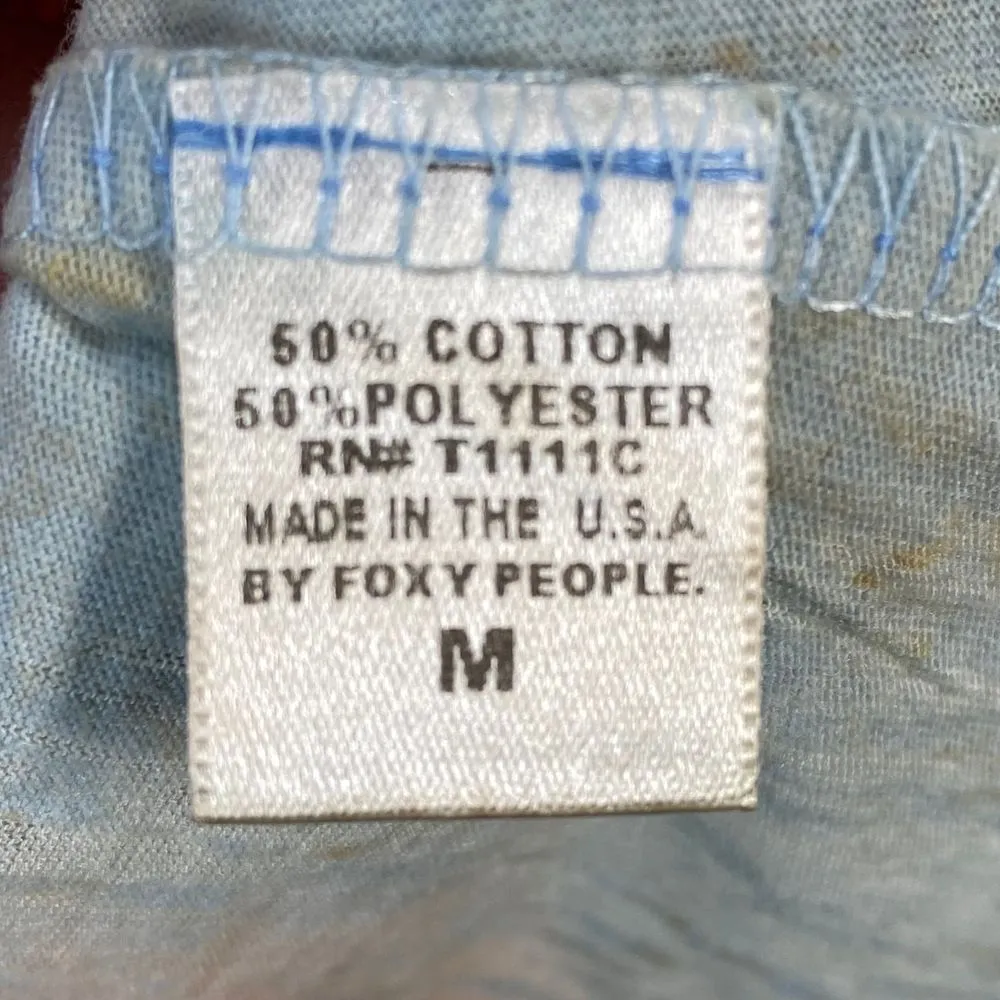 50% COTTON
50% POLYESTER
RN# T1111C
MADE IN THE U.S.A.
BY FOXY PEOPLE.
M